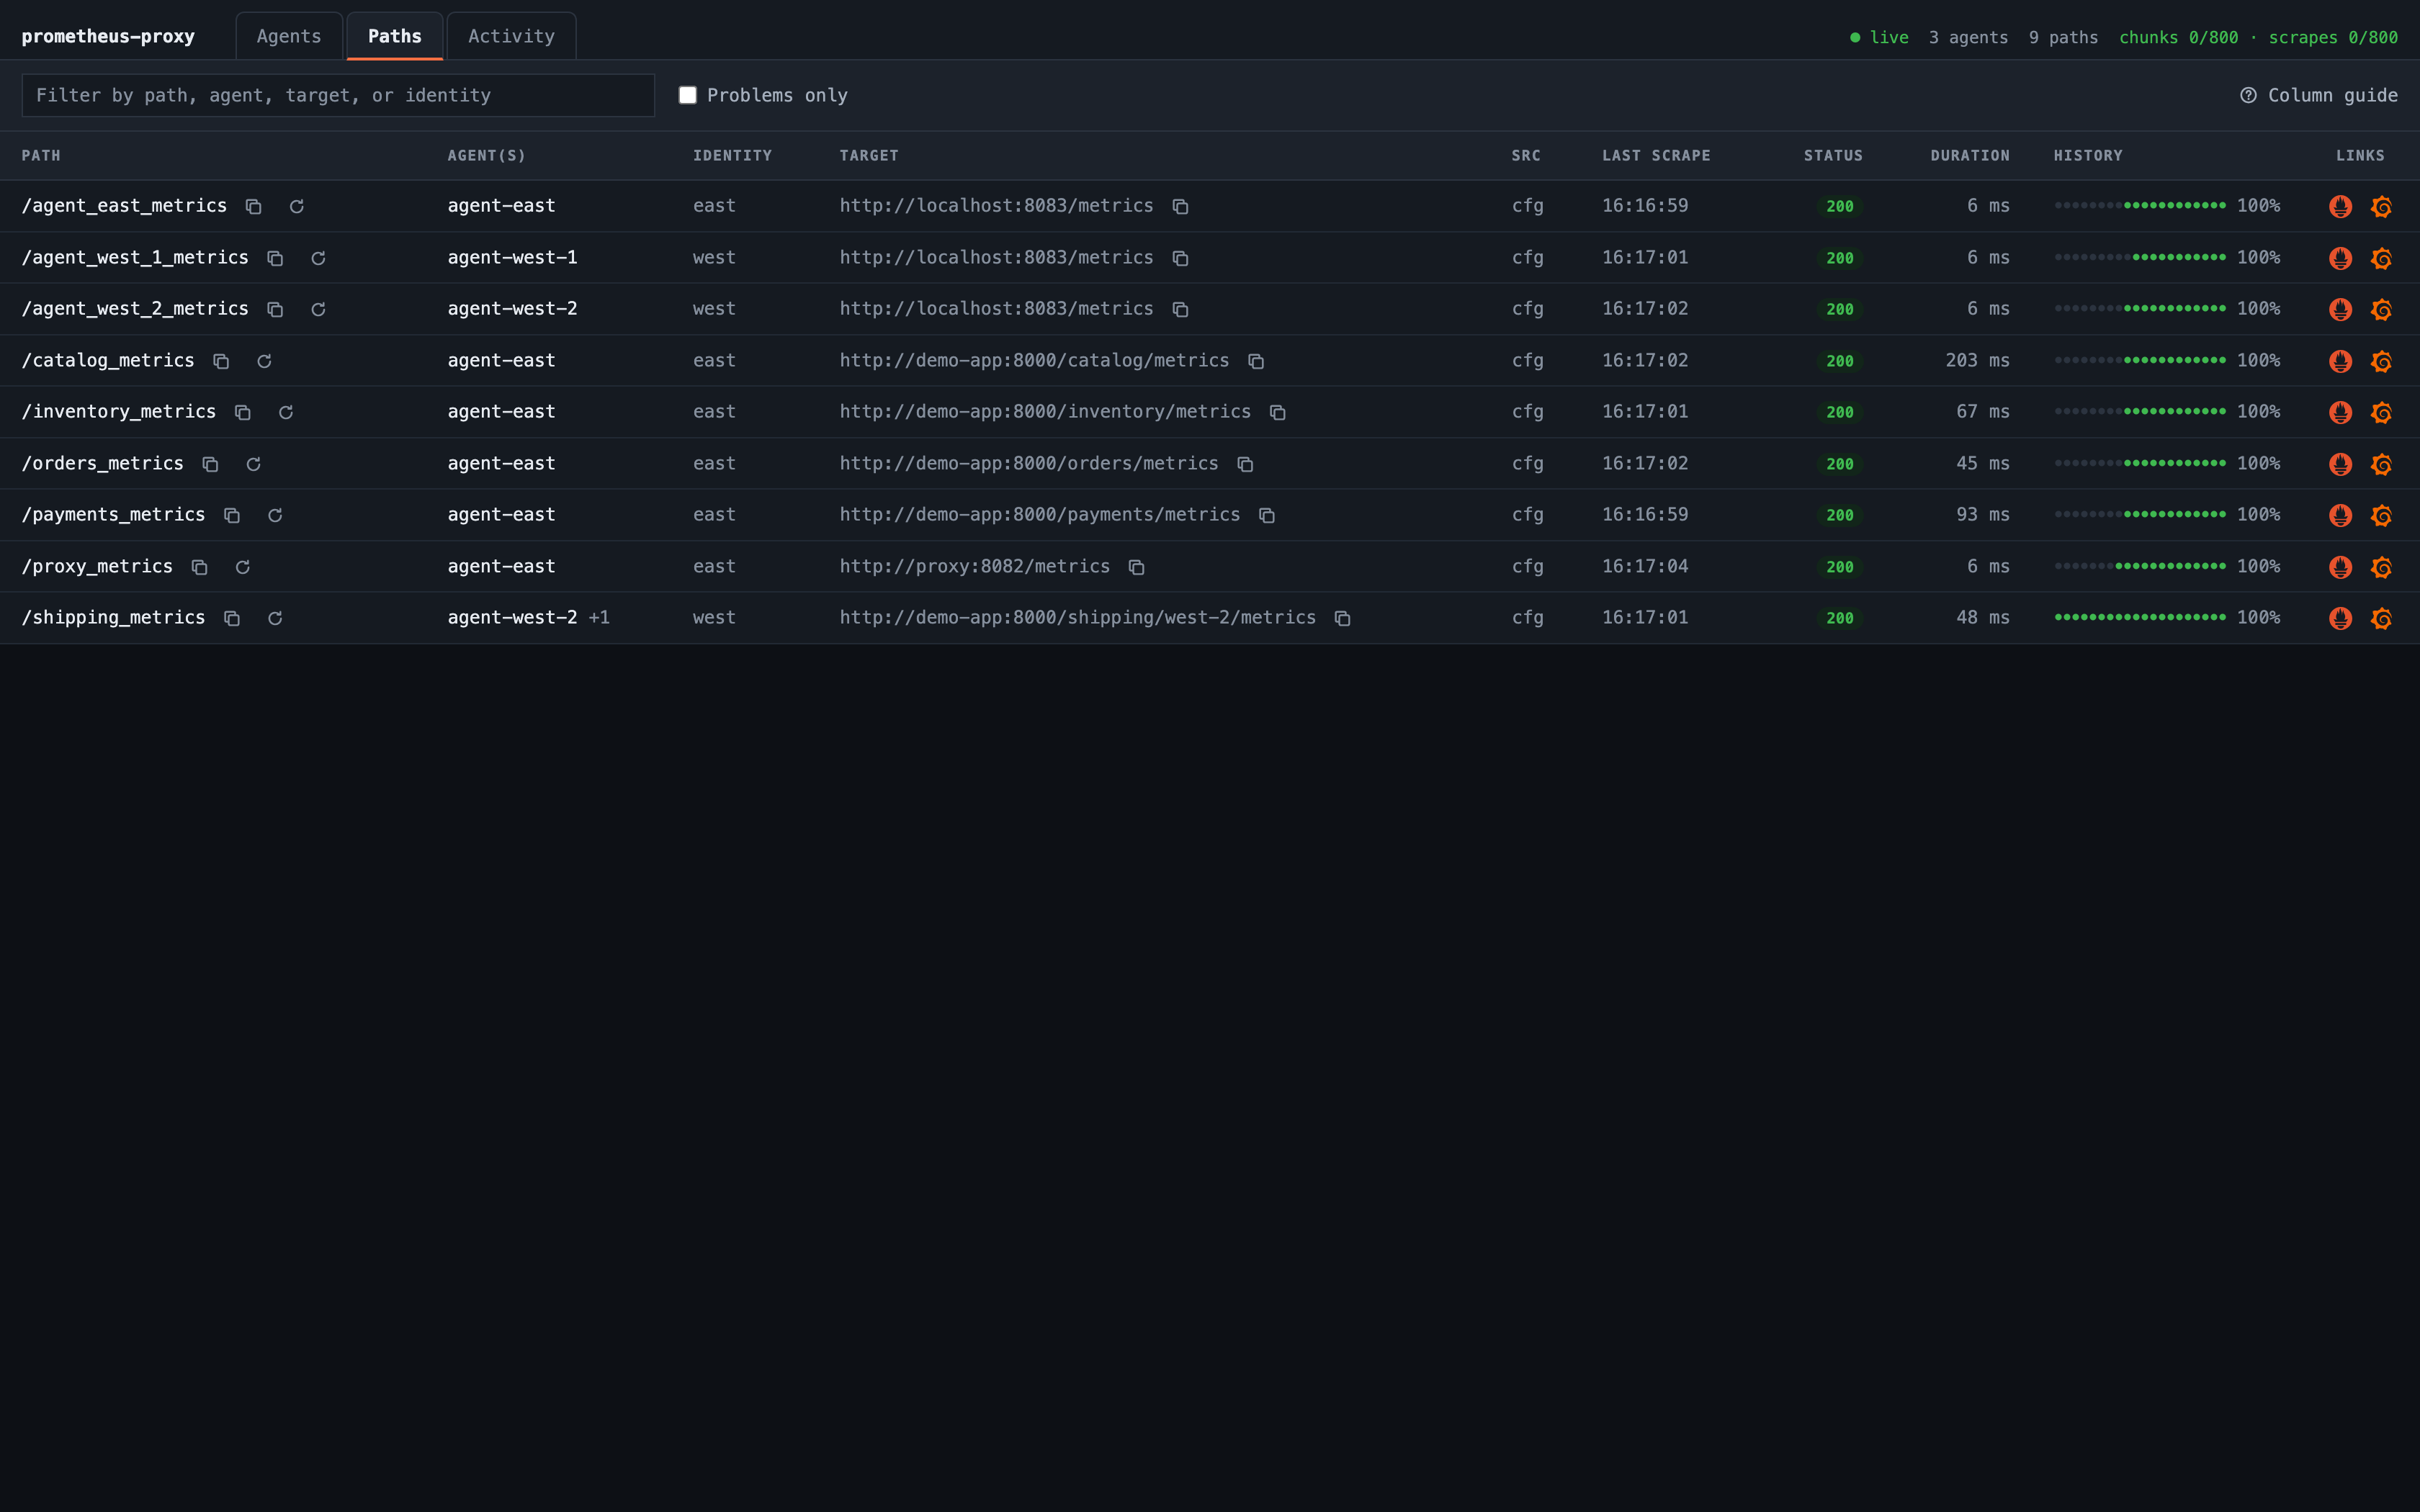 prometheus-proxy Agents Paths Activity live 3 agents 9 paths chunks 0/800 · scrapes 0/800
Filter by path, agent, target, or identity Problems only Column guide
PATH AGENT(S) IDENTITY TARGET SRC LAST SCRAPE STATUS DURATION HISTORY LINKS
/agent_east_metrics agent-east east http://localhost:8083/metrics cfg 16:16:59 200 6 ms 100%
/agent_west_1_metrics agent-west-1 west http://localhost:8083/metrics cfg 16:17:01 200 6 ms 100%
/agent_west_2_metrics agent-west-2 west http://localhost:8083/metrics cfg 16:17:02 200 6 ms 100%
/catalog_metrics agent-east east http://demo-app:8000/catalog/metrics cfg 16:17:02 200 203 ms 100%
/inventory_metrics agent-east east http://demo-app:8000/inventory/metrics cfg 16:17:01 200 67 ms 100%
/orders_metrics agent-east east http://demo-app:8000/orders/metrics cfg 16:17:02 200 45 ms 100%
/payments_metrics agent-east east http://demo-app:8000/payments/metrics cfg 16:16:59 200 93 ms 100%
/proxy_metrics agent-east east http://proxy:8082/metrics cfg 16:17:04 200 6 ms 100%
/shipping_metrics agent-west-2 +1 west http://demo-app:8000/shipping/west-2/metrics cfg 16:17:01 200 48 ms 100%